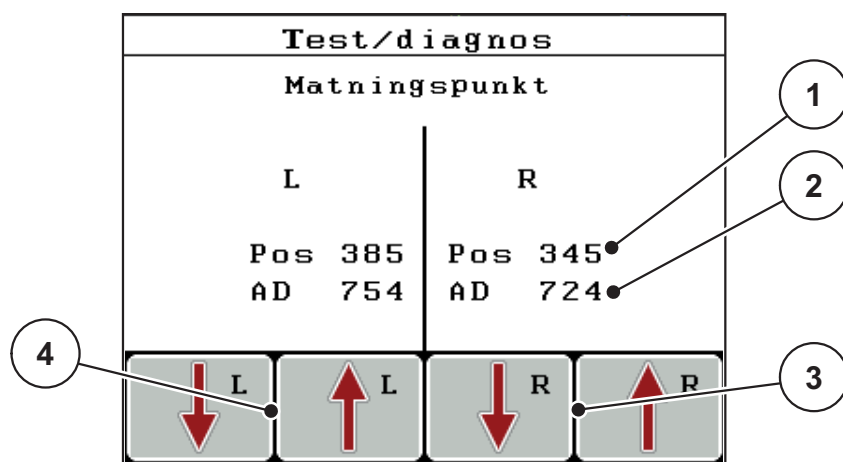 Test/diagnos
Matningspunkt
L R
Pos 385 Pos 345
AD 754 AD 724
L L R R
1
2
3
4